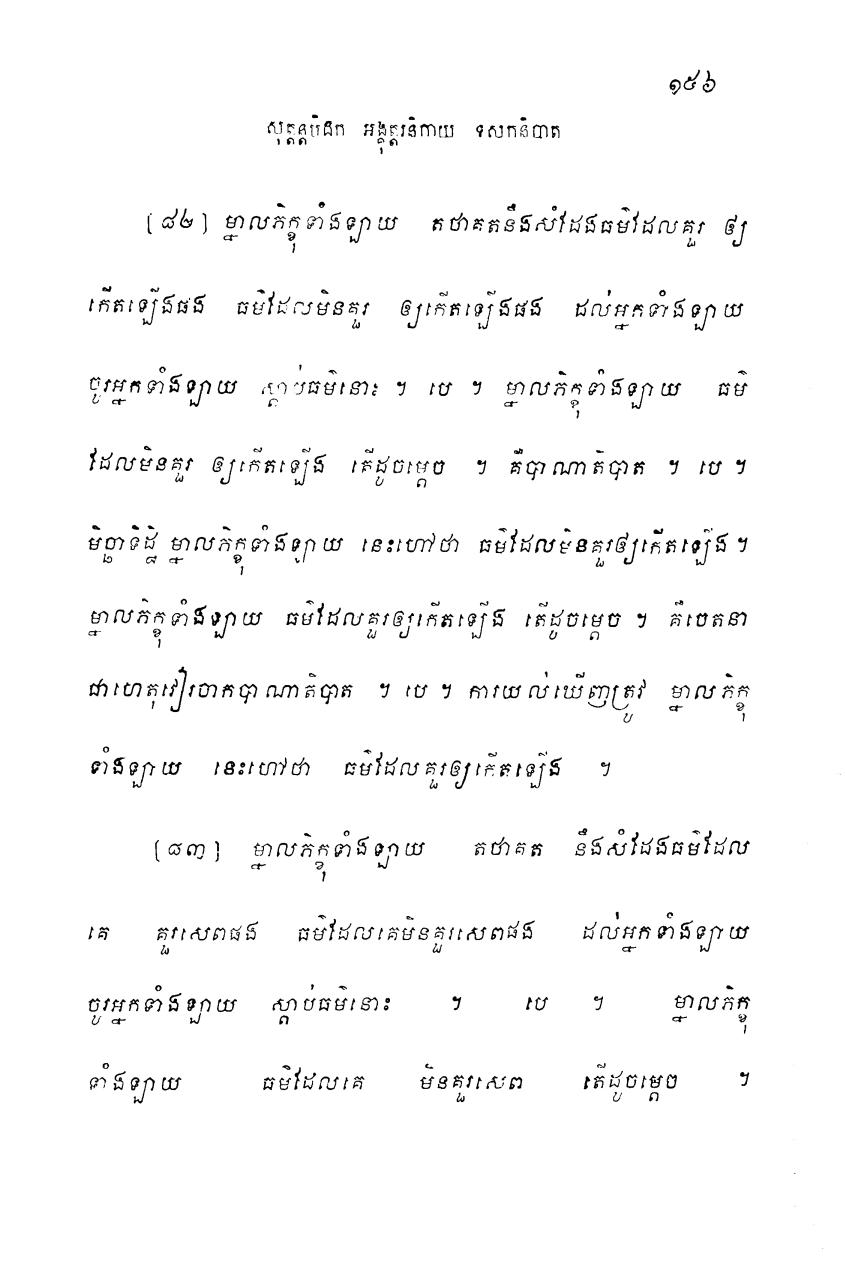 ១៥៦
សុត្តន្តបិដក អង្គុត្តរនិកាយ ទសកនិបាត
[៨២] ម្នាលភិក្ខុទាំងឡាយ តថាគតនឹងសំដែងធម៌ដែលគួរ ឲ្យ
កើតឡើងផង ធម៌ដែលមិនគួរ ឲ្យកើតឡើងផង ដល់អ្នកទាំងឡាយ
ចូរអ្នកទាំងឡាយ ស្តាប់ធម៌នោះ ។ បេ ។ ម្នាលភិក្ខុទាំងឡាយ ធម៌
ដែលមិនគួរ ឲ្យកើតឡើង តើដូចម្តេច ។ គឺបាណាតិបាត ។ បេ ។
មិច្ឆាទិដ្ឋិ ម្នាលភិក្ខុទាំងឡាយ នេះហៅថា ធម៌ដែលមិនគួរឲ្យកើតឡើង ។
ម្នាលភិក្ខុទាំងឡាយ ធម៌ដែលគួរឲ្យកើតឡើង តើដូចម្តេច ។ គឺចេតនា
ជាហេតុវៀរចាកបាណាតិបាត ។ បេ ។ ការយល់ឃើញត្រូវ ម្នាលភិក្ខុ
ទាំងឡាយ នេះហៅថា ធម៌ដែលគួរឲ្យកើតឡើង ។
[៨៣] ម្នាលភិក្ខុទាំងឡាយ តថាគត នឹងសំដែងធម៌ដែល
គេ គួរសេពផង ធម៌ដែលគេមិនគួរសេពផង ដល់អ្នកទាំងឡាយ
ចូរអ្នកទាំងឡាយ ស្តាប់ធម៌នោះ ។ បេ ។ ម្នាលភិក្ខុ
ទាំងឡាយ ធម៌ដែលគេ មិនគួរសេព តើដូចម្តេច ។